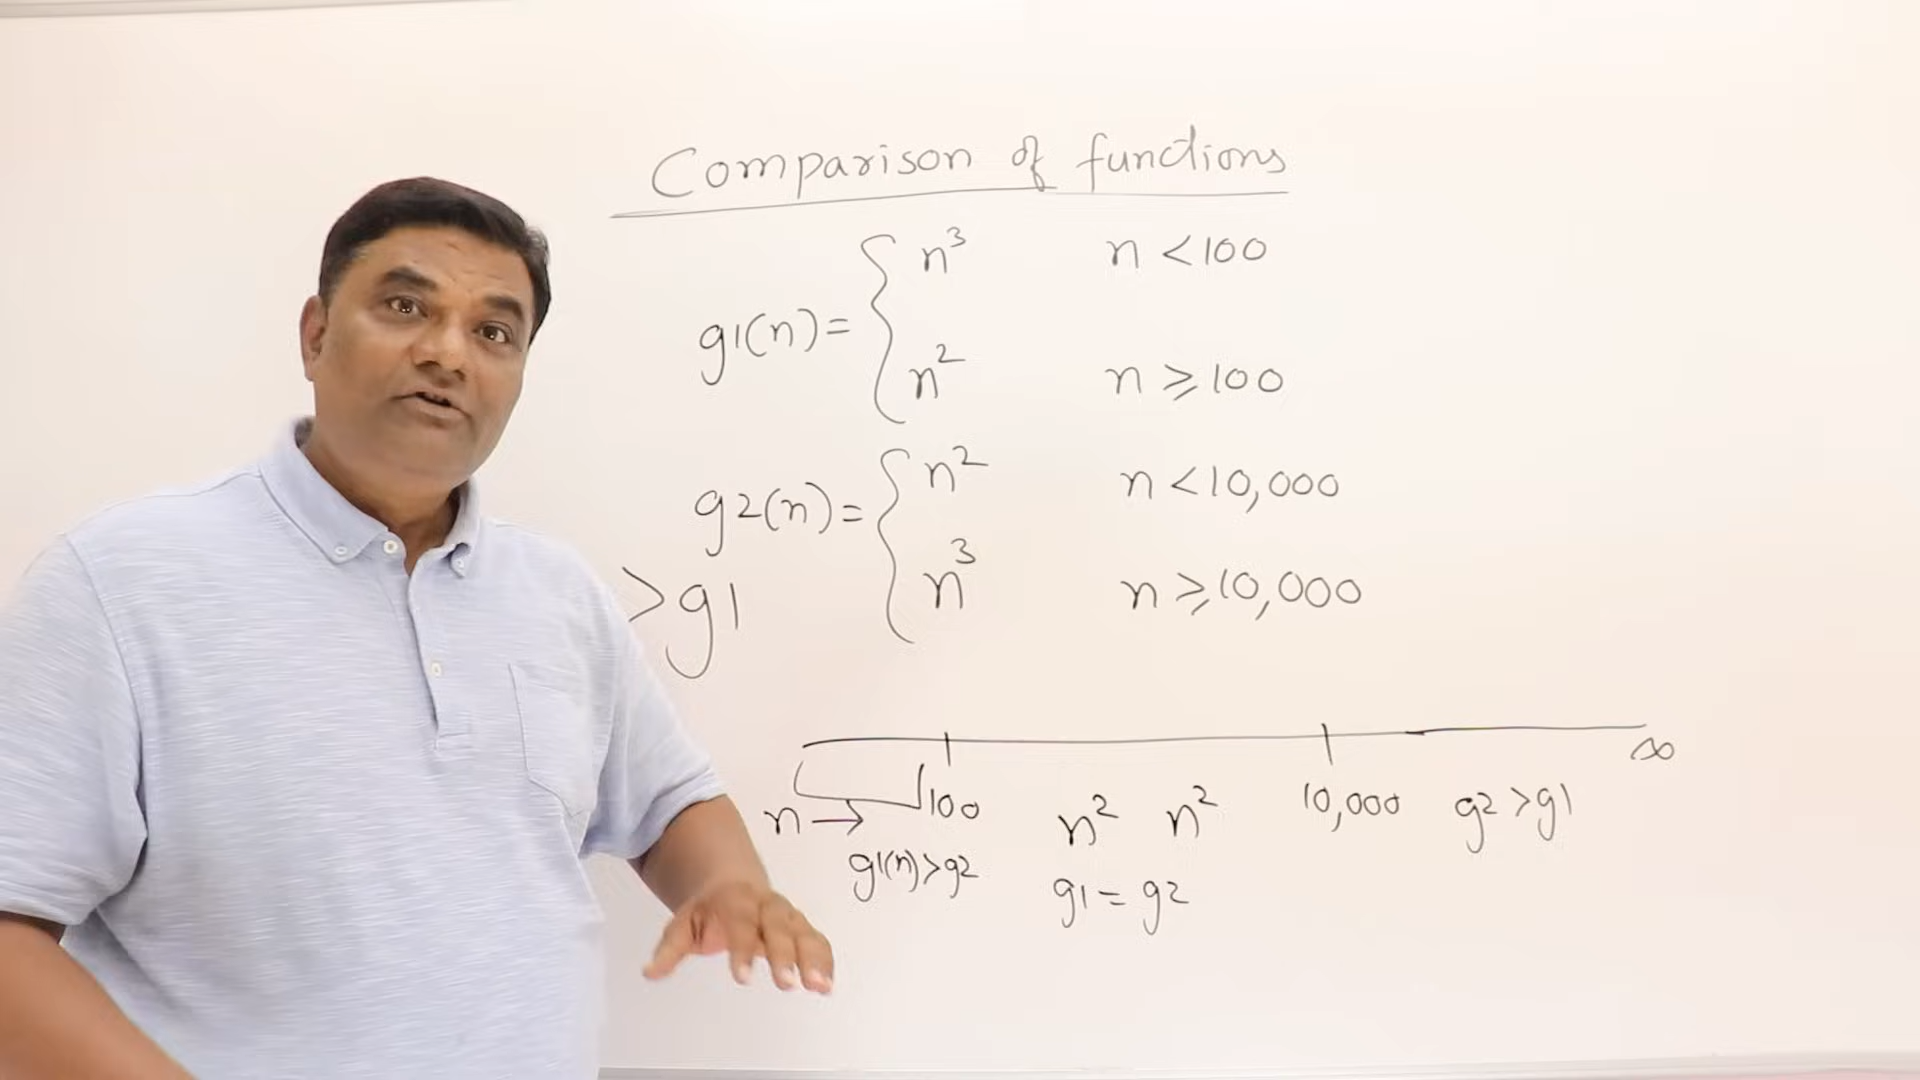 Comparison of functions
g1(n) = { n³ n < 100
n² n ≥ 100
g2(n) = { n² n < 10,000
n³ n ≥ 10,000
> g1
∞
n → 100 n² n² 10,000 g2 > g1
g1(n) > g2 g1 = g2